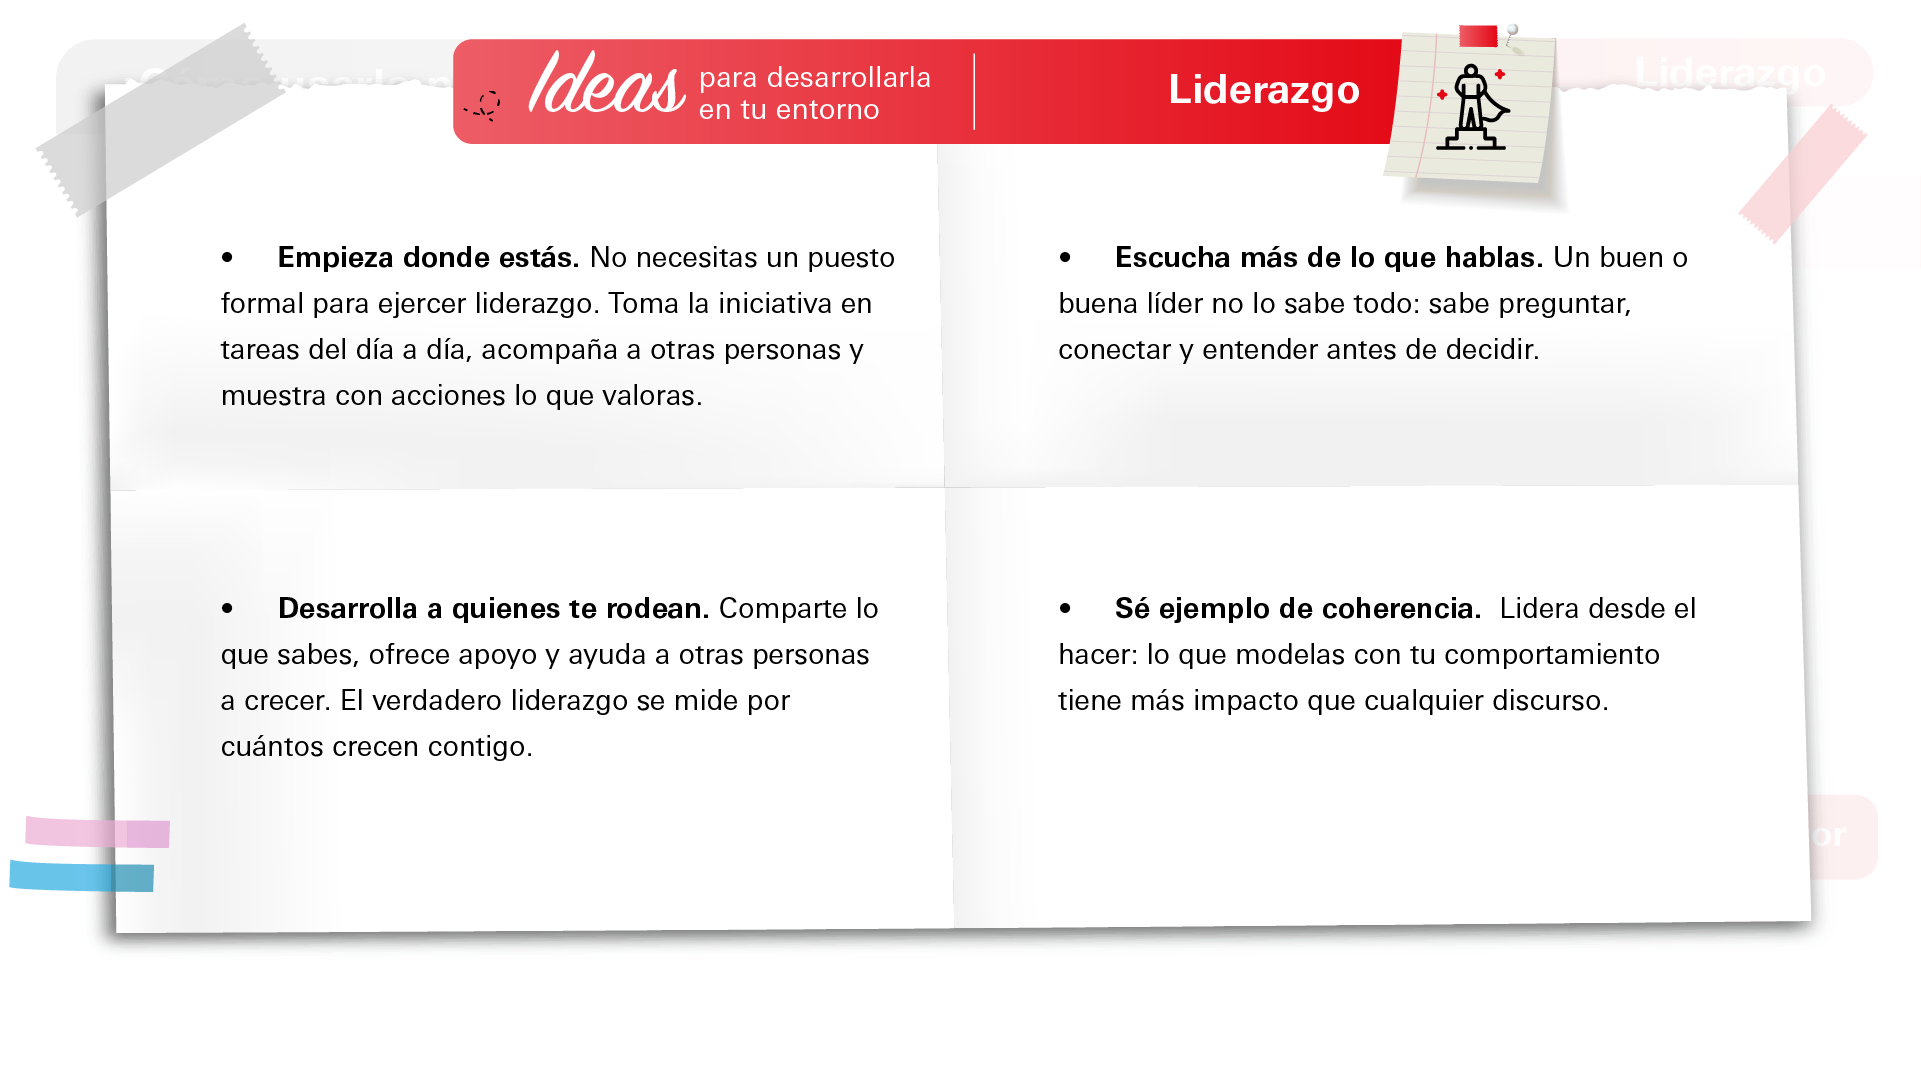 Ideas para desarrollarla
en tu entorno
Liderazgo
Liderazgo
• Empieza donde estás. No necesitas un puesto
formal para ejercer liderazgo. Toma la iniciativa en
tareas del día a día, acompaña a otras personas y
muestra con acciones lo que valoras.
• Escucha más de lo que hablas. Un buen o
buena líder no lo sabe todo: sabe preguntar,
conectar y entender antes de decidir.
• Desarrolla a quienes te rodean. Comparte lo
que sabes, ofrece apoyo y ayuda a otras personas
a crecer. El verdadero liderazgo se mide por
cuántos crecen contigo.
• Sé ejemplo de coherencia. Lidera desde el
hacer: lo que modelas con tu comportamiento
tiene más impacto que cualquier discurso.